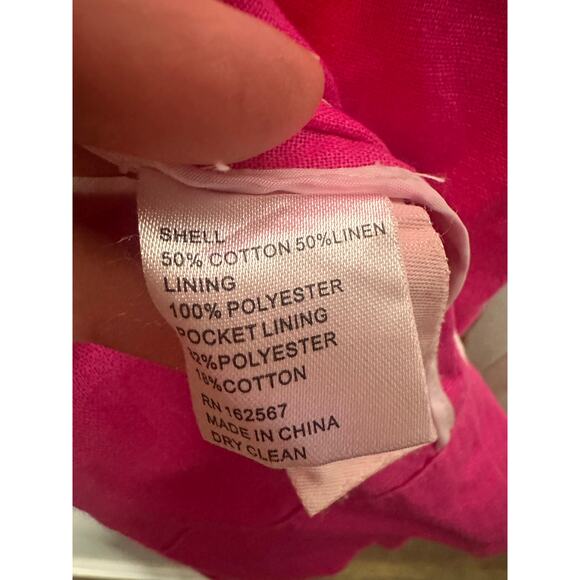 SHELL
50% COTTON 50%LINEN
LINING
100% POLYESTER
POCKET LINING
82%POLYESTER
18%COTTON
RN 162567
MADE IN CHINA
DRY CLEAN